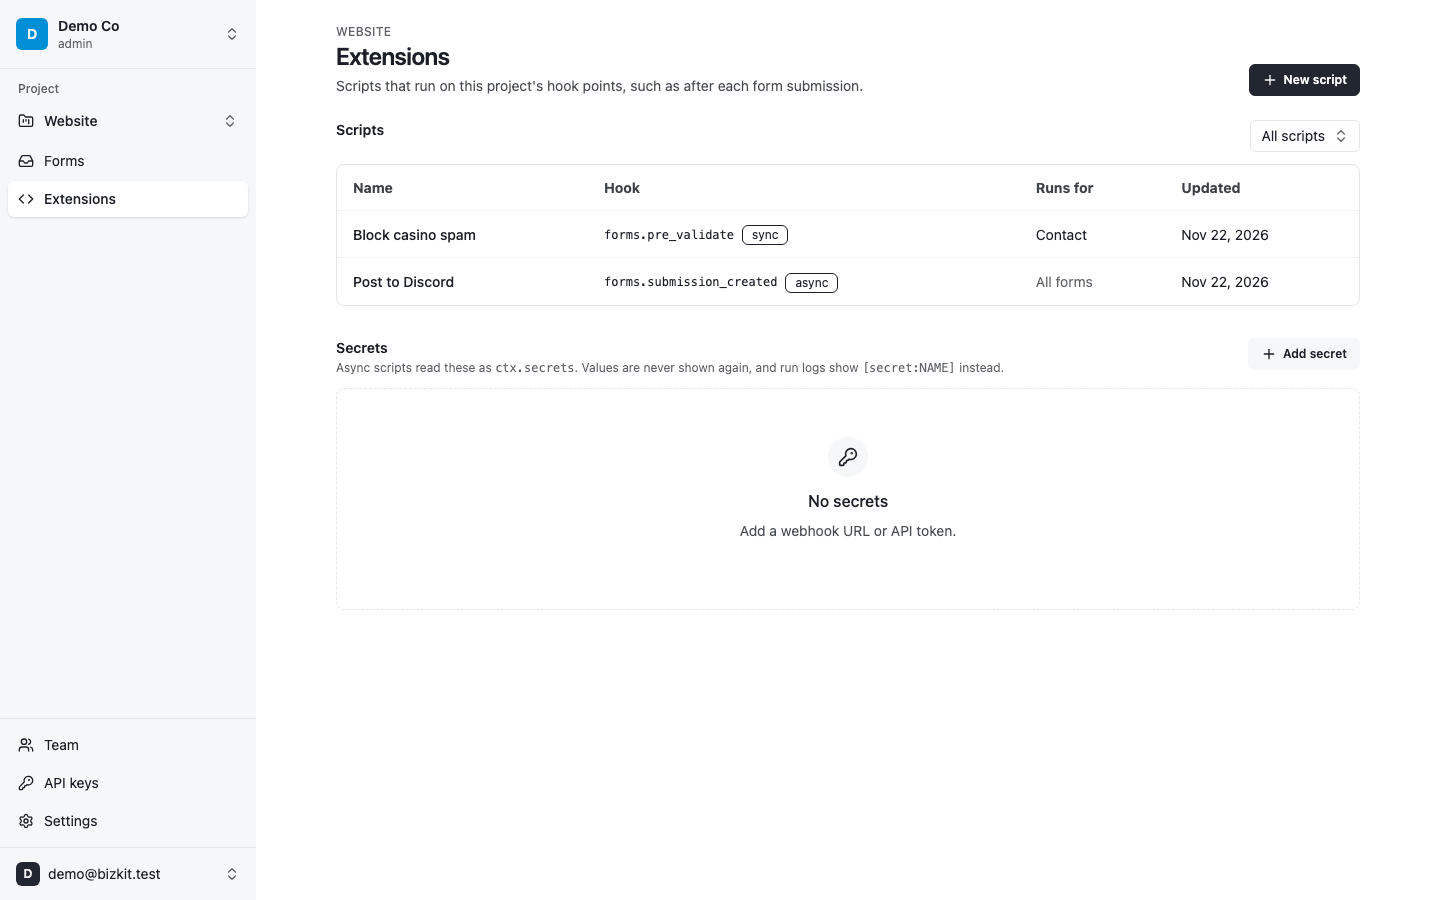 D
Demo Co
admin
Project
Website
Forms
Extensions
Team
API keys
Settings
D
demo@bizkit.test
WEBSITE
Extensions
Scripts that run on this project's hook points, such as after each form submission.
New script
Scripts
All scripts
Name Hook Runs for Updated
Block casino spam forms.pre_validate sync Contact Nov 22, 2026
Post to Discord forms.submission_created async All forms Nov 22, 2026
Secrets
Async scripts read these as ctx.secrets. Values are never shown again, and run logs show [secret:NAME] instead.
Add secret
No secrets
Add a webhook URL or API token.